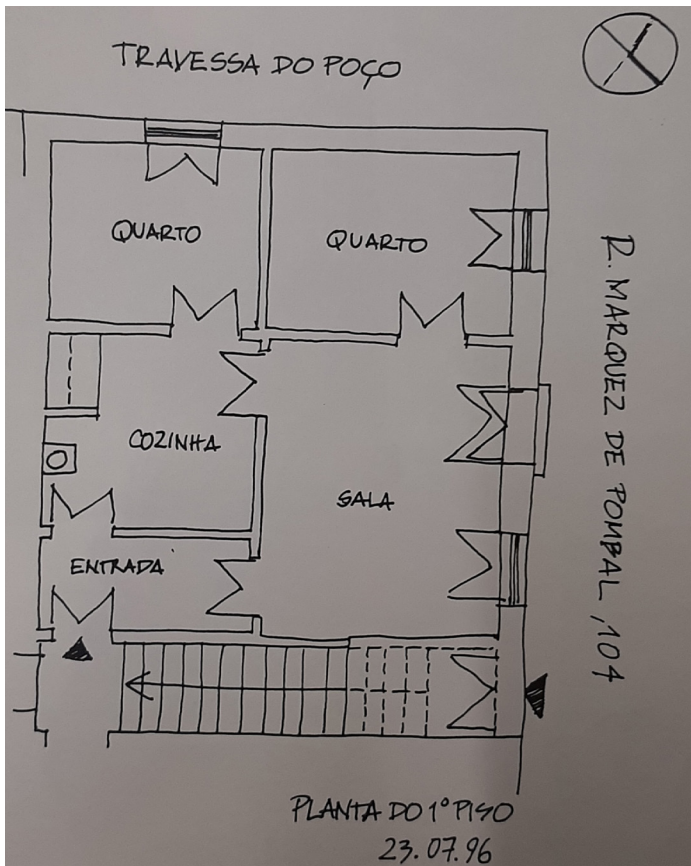 TRAVESSA DO POÇO
QUARTO
QUARTO
R. MARQUEZ DE POMBAL, 104
COZINHA
SALA
ENTRADA
PLANTA DO 1º PISO
23.07.96